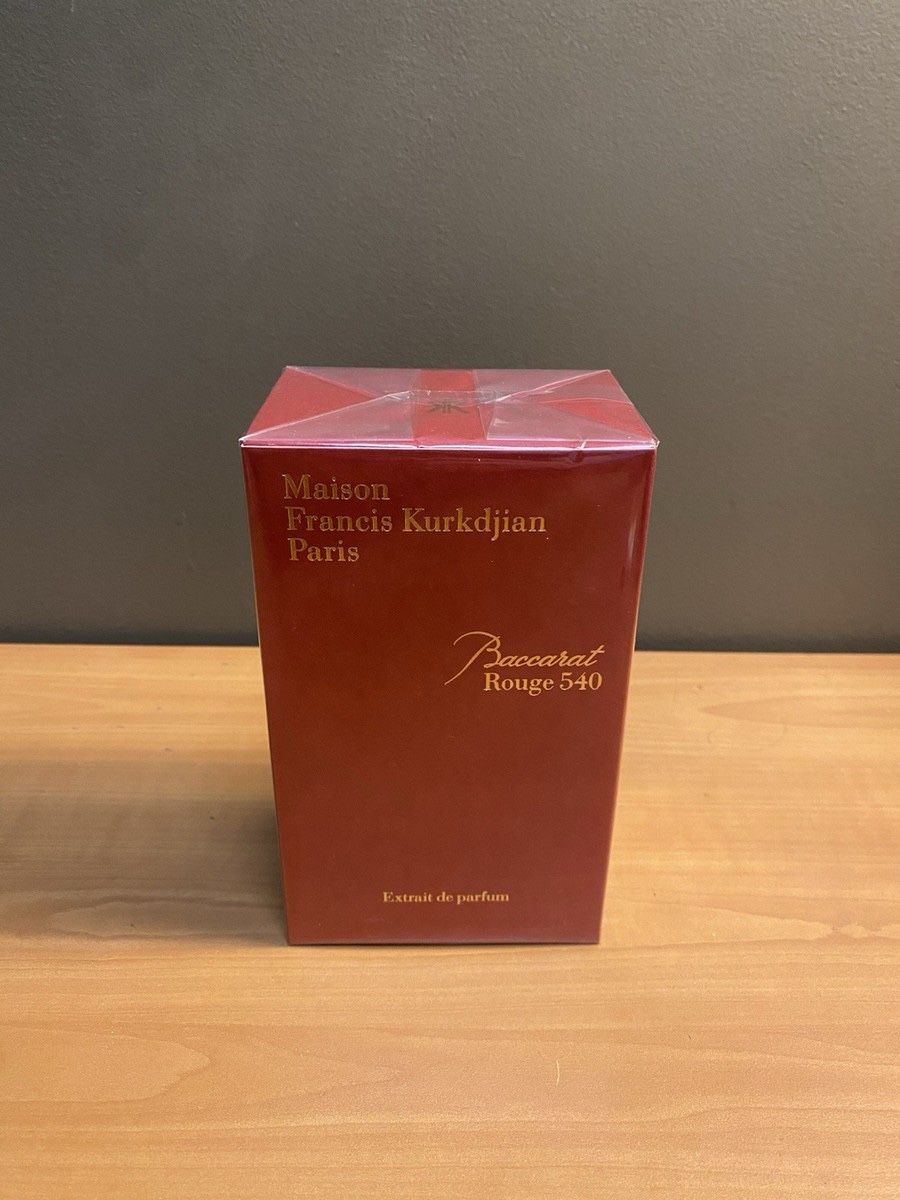 Maison
Francis Kurkdjian
Paris
Baccarat
Rouge 540
Extrait de parfum